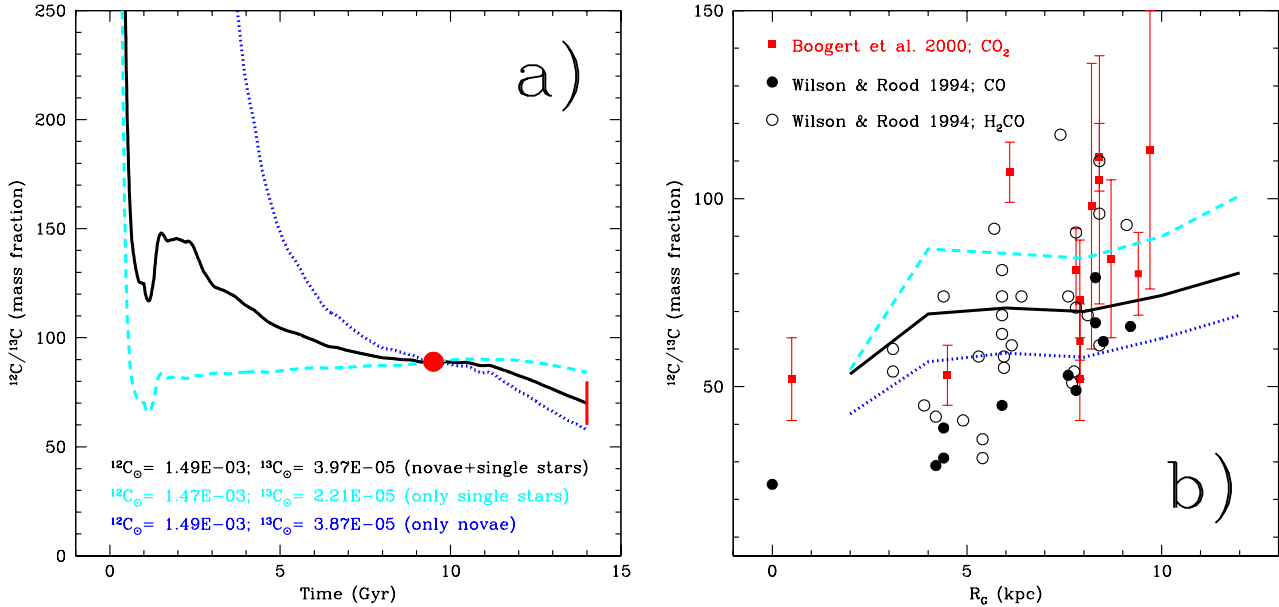 a)
250
200
150
100
50
0
¹²C/¹³C (mass fraction)
¹²C☉= 1.49E−03; ¹³C☉= 3.97E−05 (novae+single stars)
¹²C☉= 1.47E−03; ¹³C☉= 2.21E−05 (only single stars)
¹²C☉= 1.49E−03; ¹³C☉= 3.87E−05 (only novae)
0 5 10 15
Time (Gyr)
b)
150
100
50
¹²C/¹³C (mass fraction)
Boogert et al. 2000; CO₂
Wilson & Rood 1994; CO
Wilson & Rood 1994; H₂CO
0 5 10
R_G (kpc)